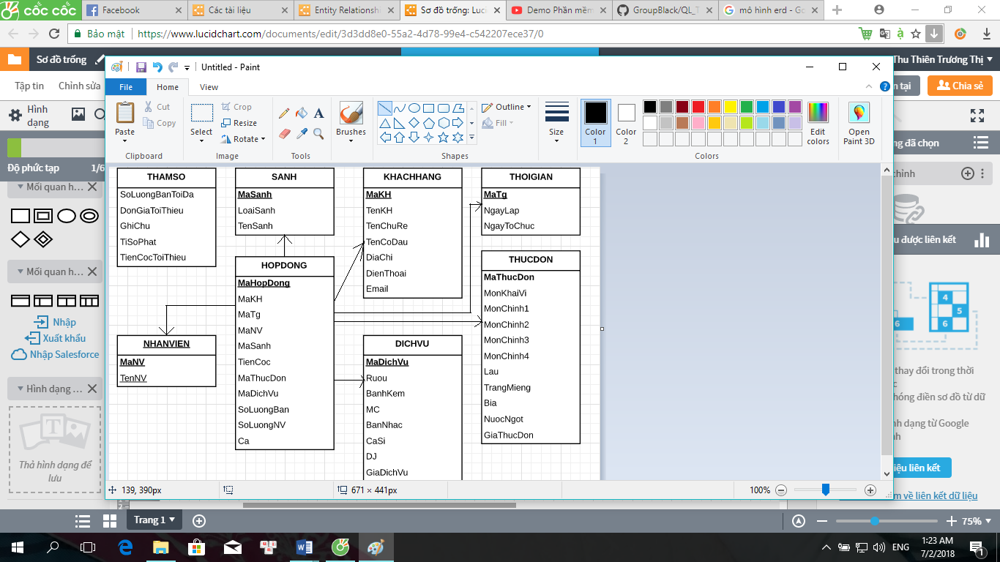 cốc cốc
Facebook
Các tài liệu
Entity Relationshi
Sơ đồ trống: Luci
Demo Phần mềm
GroupBlack/QL_T
mô hình erd - Go
Bảo mật
https://www.lucidchart.com/documents/edit/3d3dd8e0-55a2-4d78-99e4-c542207ece37/0
Sơ đồ trống
Thu Thiên Trương Thị
Tập tin
Chỉnh sửa
n tại
Chia sẻ
Hình dạng
Độ phức tạp
1/6
Mối quan h...
Mối quan h...
Nhập
Xuất khẩu
Nhập Salesforce
Hình dạng ...
Thả hình dạng để
lưu
Untitled - Paint
File
Home
View
Paste
Cut
Copy
Clipboard
Select
Crop
Resize
Rotate
Image
A
Tools
Brushes
Outline
Fill
Shapes
Size
Color
1
Color
2
Edit
colors
Colors
Open
Paint 3D
THAMSO
SoLuongBanToiDa
DonGiaToiThieu
GhiChu
TiSoPhat
TienCocToiThieu
SANH
MaSanh
LoaiSanh
TenSanh
KHACHHANG
MaKH
TenKH
TenChuRe
TenCoDau
DiaChi
DienThoai
Email
THOIGIAN
MaTg
NgayLap
NgayToChuc
HOPDONG
MaHopDong
MaKH
MaTg
MaNV
MaSanh
TienCoc
MaThucDon
MaDichVu
SoLuongBan
SoLuongNV
Ca
THUCDON
MaThucDon
MonKhaiVi
MonChinh1
MonChinh2
MonChinh3
MonChinh4
Lau
TrangMieng
Bia
NuocNgot
GiaThucDon
NHANVIEN
MaNV
TenNV
DICHVU
MaDichVu
Ruou
BanhKem
MC
BanNhac
CaSi
DJ
GiaDichVu
139, 390px
671 × 441px
100%
ng đã chọn
chỉnh
u được liên kết
4
5
6
6
thay đổi trong thời
c
hóng điền sơ đồ từ dữ
nh dạng từ Google
nh
iệu liên kết
m về liên kết dữ liệu
Trang 1
75%
ENG
1:23 AM
7/2/2018
1